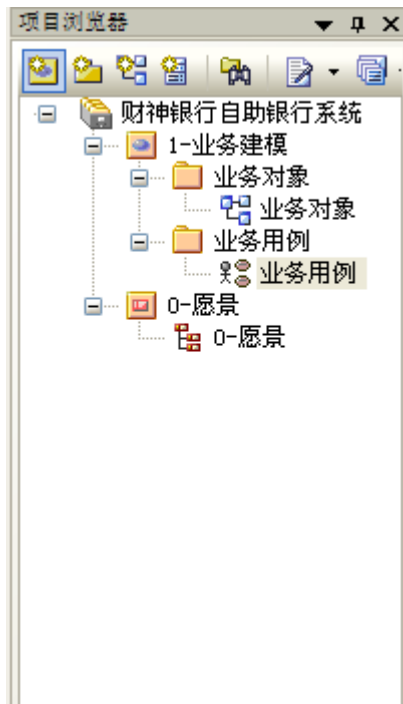 项目浏览器
财神银行自助银行系统
1-业务建模
业务对象
业务对象
业务用例
业务用例
0-愿景
0-愿景